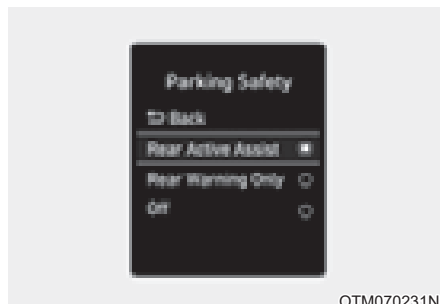 Parking Safety
Back
Rear Active Assist
Rear Warning Only
Off
OTM070231N